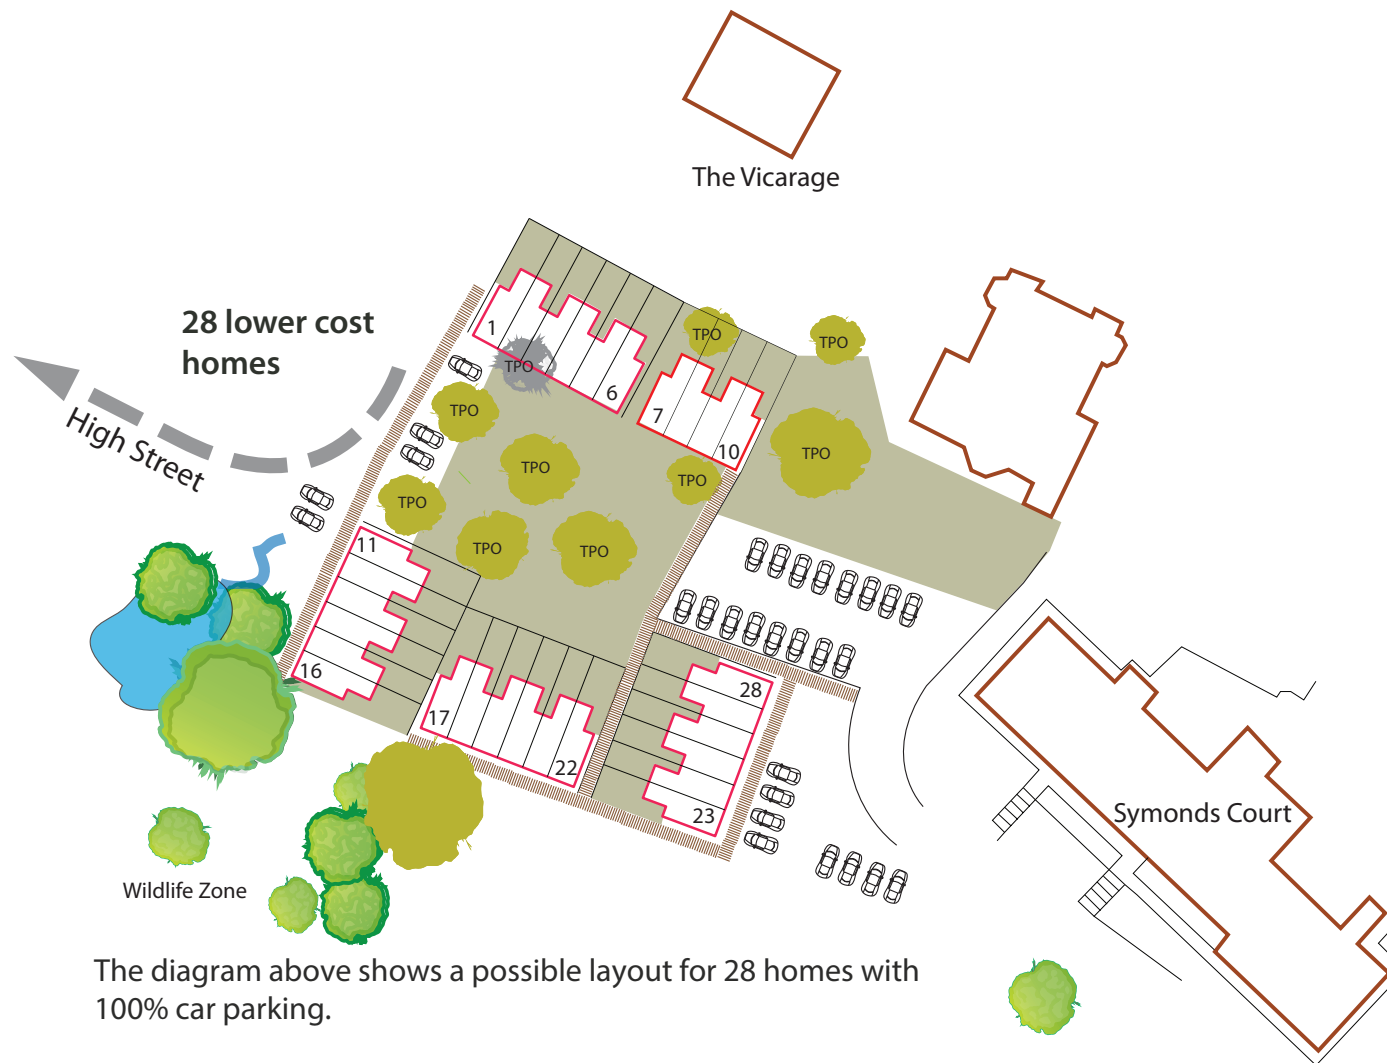 The Vicarage
28 lower cost
homes
High Street
1
TPO
6
TPO
TPO
7
10
TPO
TPO
TPO
TPO
TPO
TPO
TPO
TPO
11
16
17
22
28
23
Symonds Court
Wildlife Zone
The diagram above shows a possible layout for 28 homes with
100% car parking.